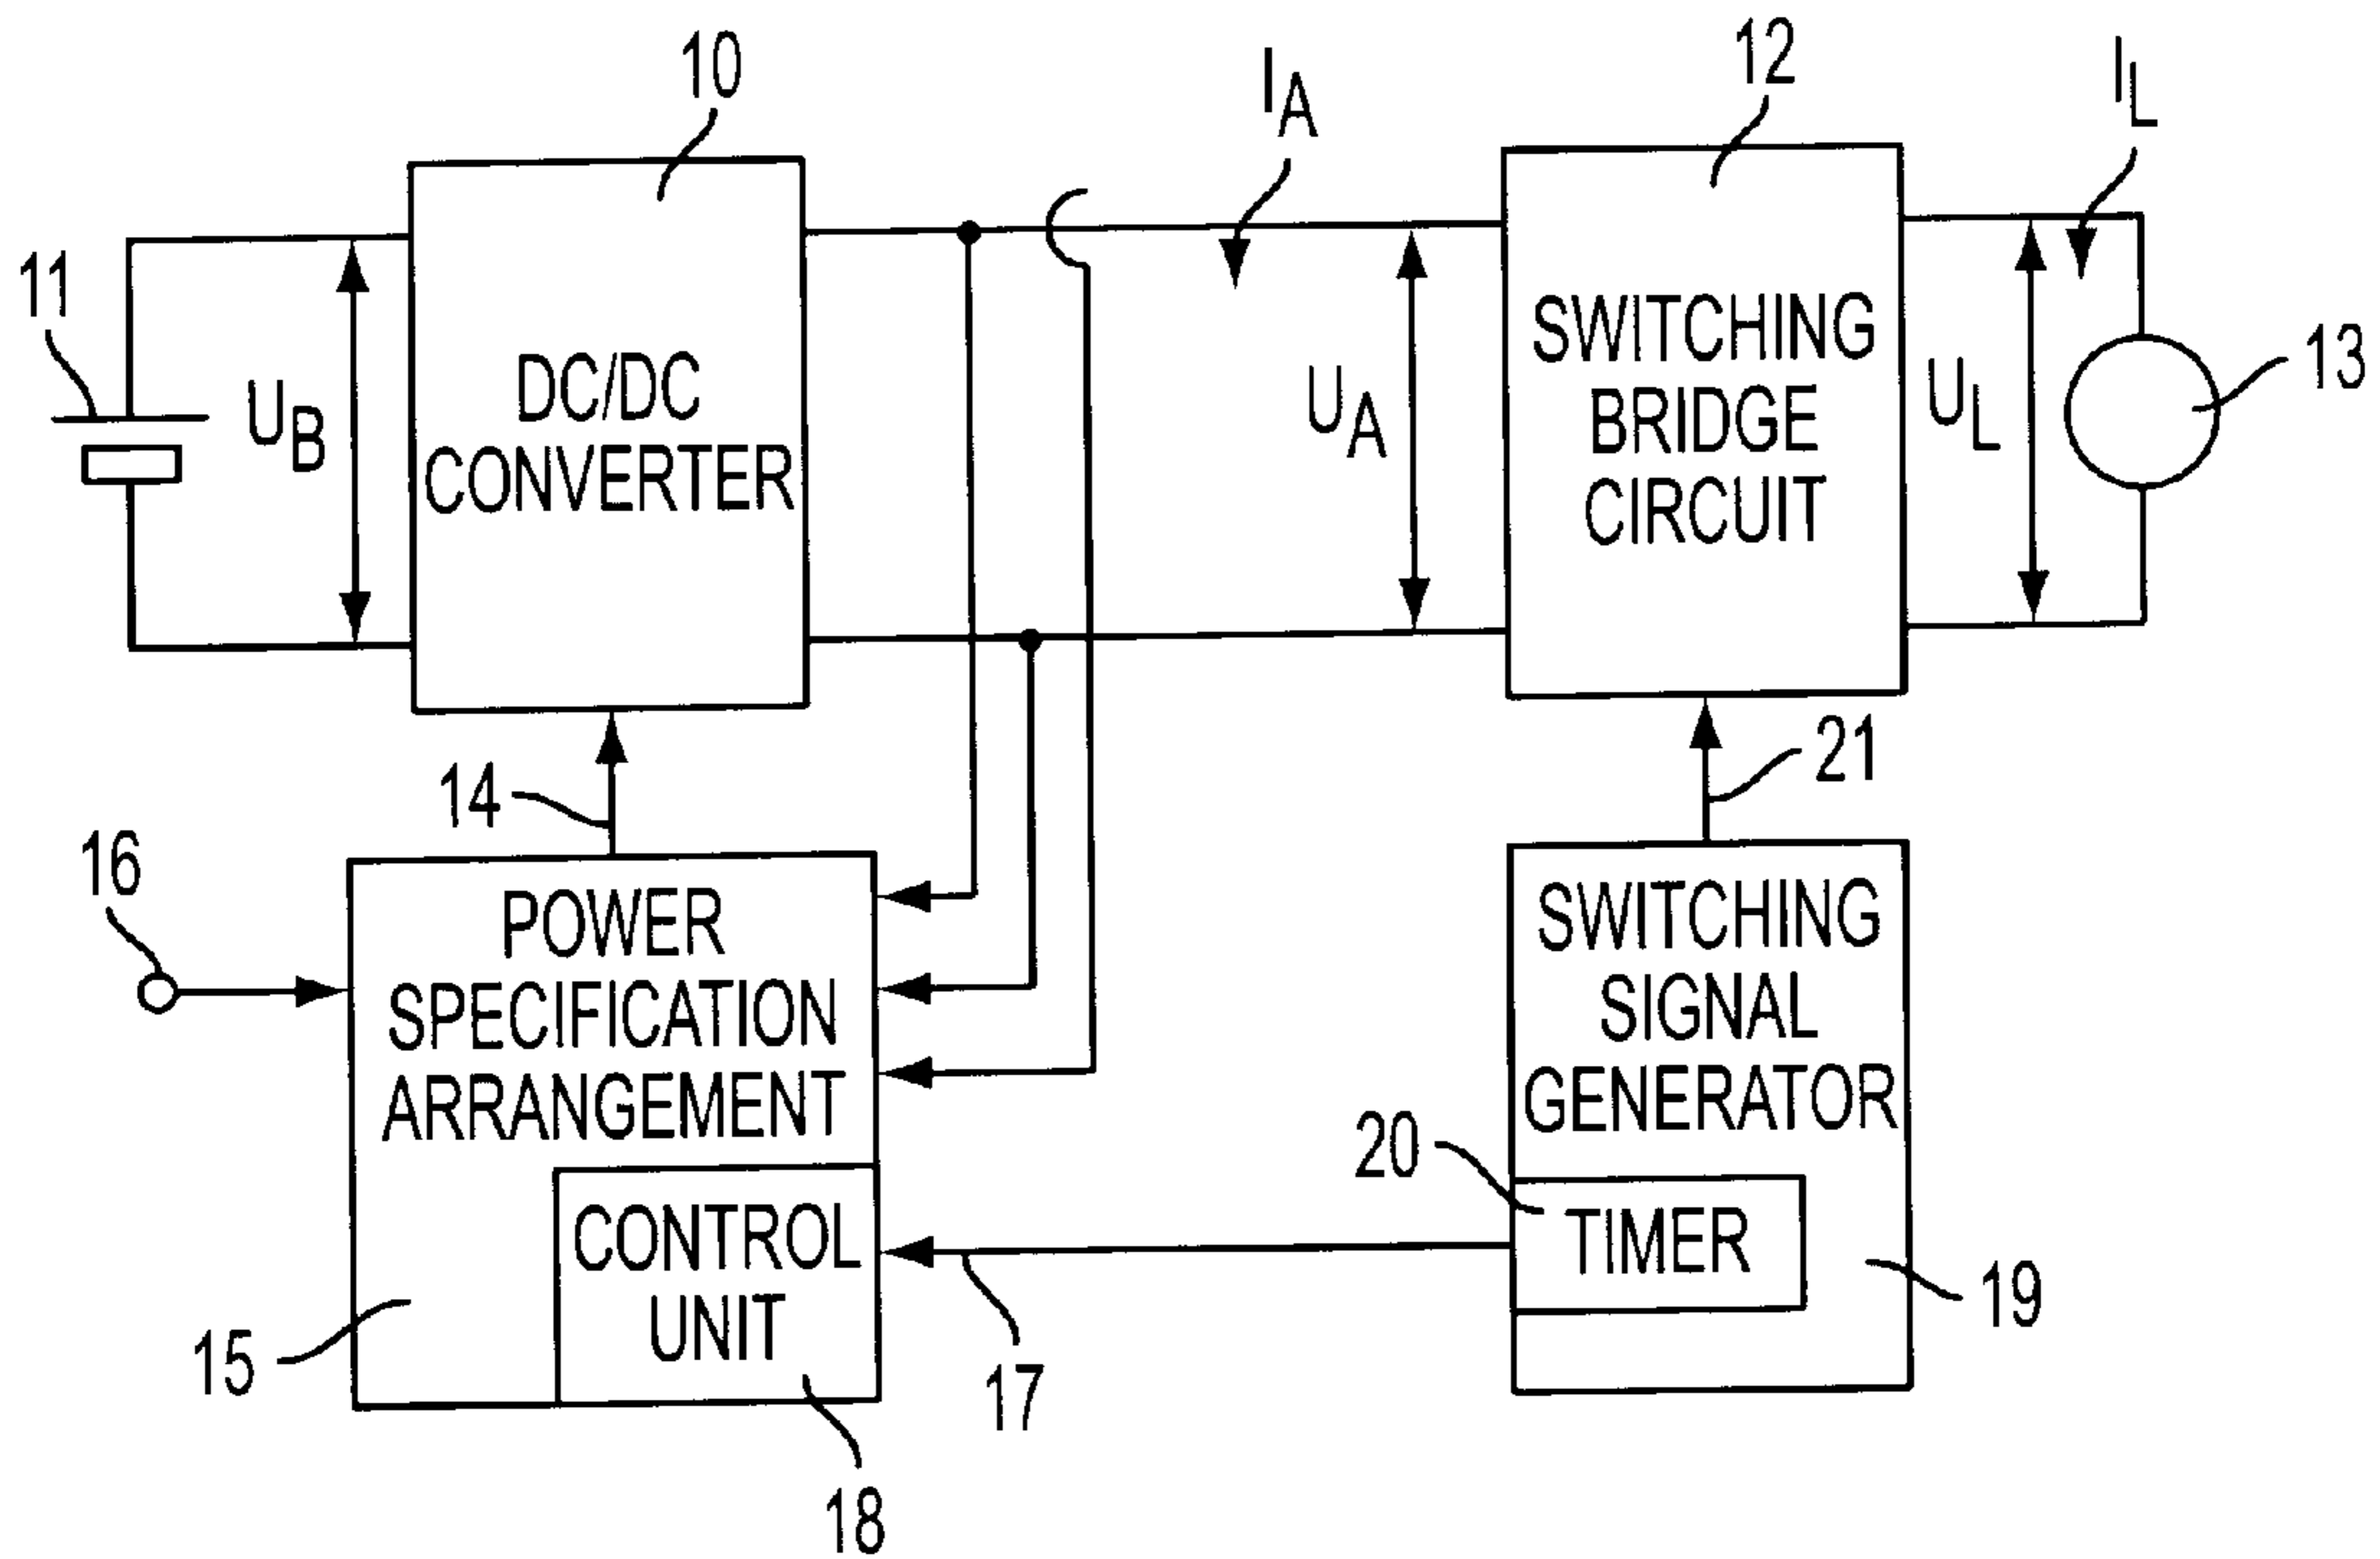 10
I_A
12
I_L
11
U_B
DC/DC
CONVERTER
U_A
SWITCHING
BRIDGE
CIRCUIT
U_L
13
14
21
16
POWER
SPECIFICATION
ARRANGEMENT
SWITCHING
SIGNAL
GENERATOR
20
CONTROL
UNIT
TIMER
15
17
19
18